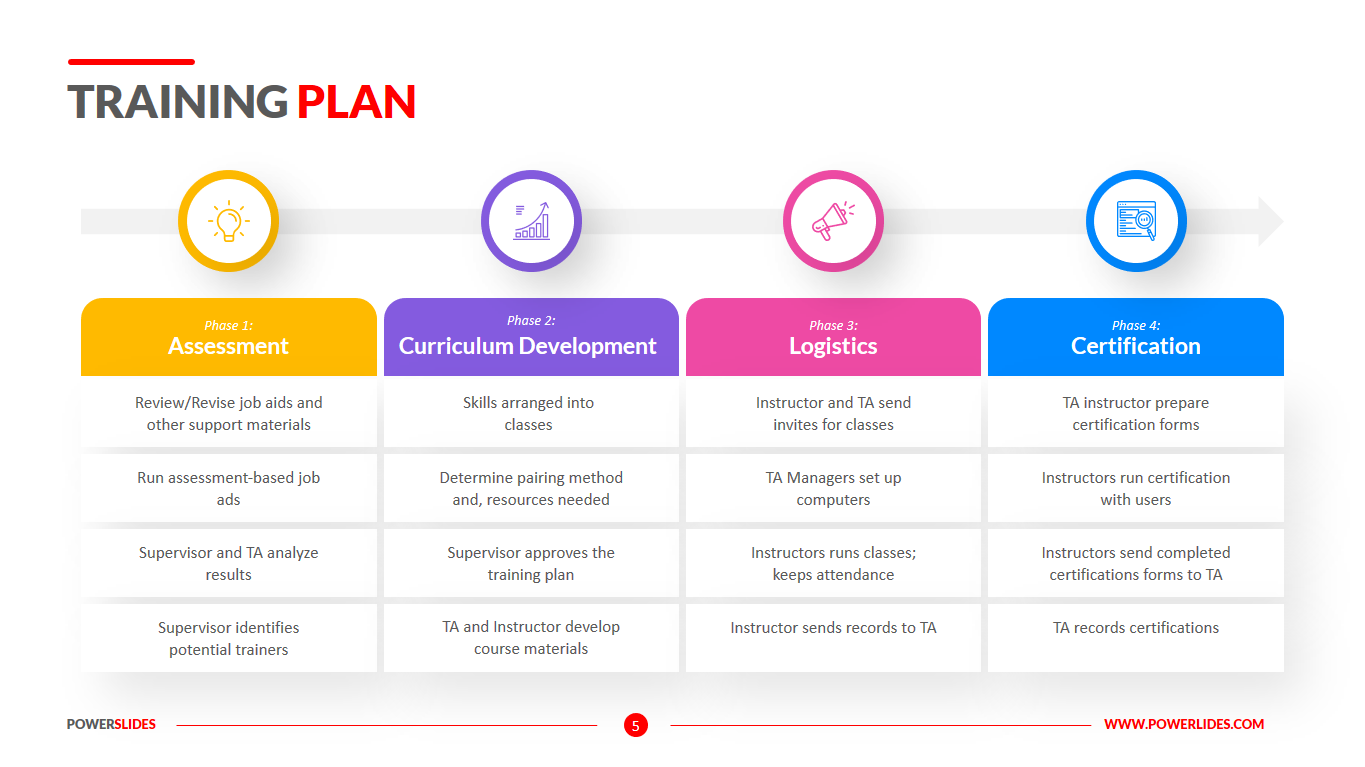 TRAINING PLAN
Phase 1:
Assessment
Review/Revise job aids and
other support materials
Run assessment-based job
ads
Supervisor and TA analyze
results
Supervisor identifies
potential trainers
Phase 2:
Curriculum Development
Skills arranged into
classes
Determine pairing method
and, resources needed
Supervisor approves the
training plan
TA and Instructor develop
course materials
Phase 3:
Logistics
Instructor and TA send
invites for classes
TA Managers set up
computers
Instructors runs classes;
keeps attendance
Instructor sends records to TA
Phase 4:
Certification
TA instructor prepare
certification forms
Instructors run certification
with users
Instructors send completed
certifications forms to TA
TA records certifications
POWERSLIDES
5
WWW.POWERLIDES.COM